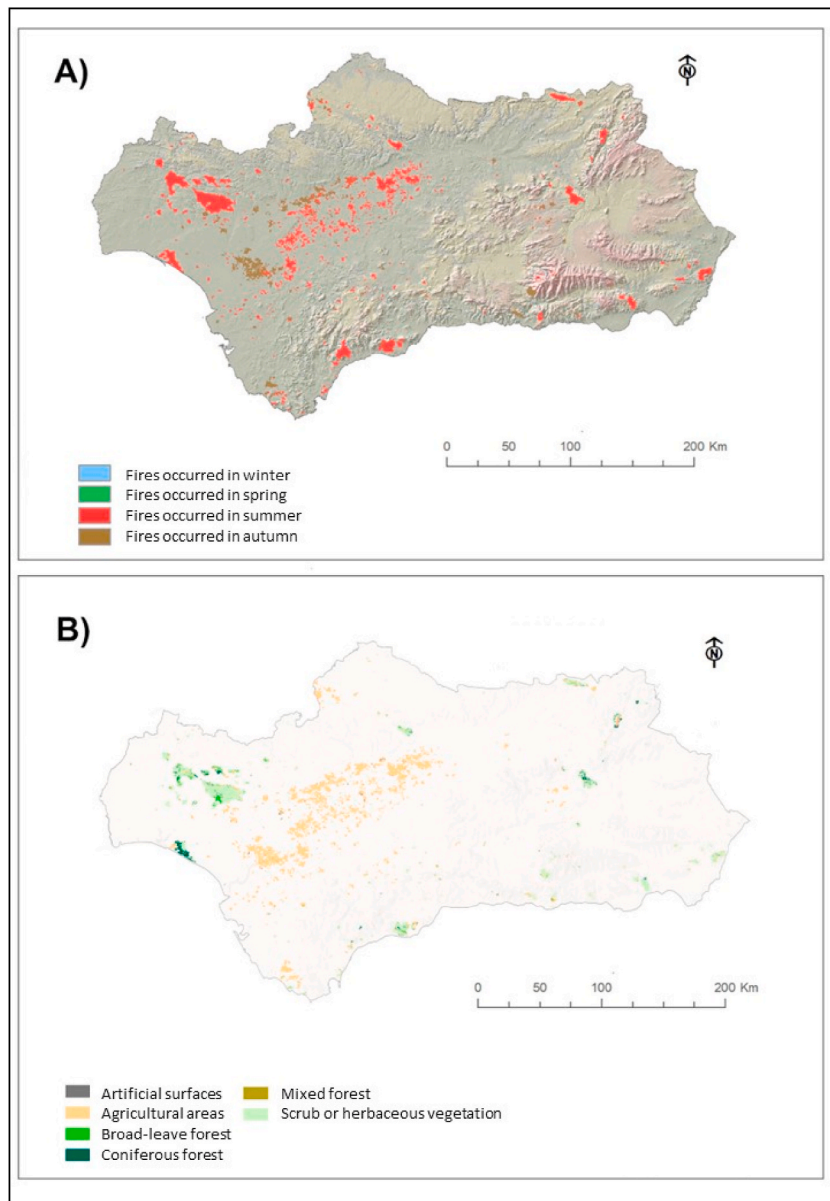 A)
N
0 50 100 200 Km
Fires occurred in winter
Fires occurred in spring
Fires occurred in summer
Fires occurred in autumn
B)
N
0 50 100 200 Km
Artificial surfaces Mixed forest
Agricultural areas Scrub or herbaceous vegetation
Broad-leave forest
Coniferous forest